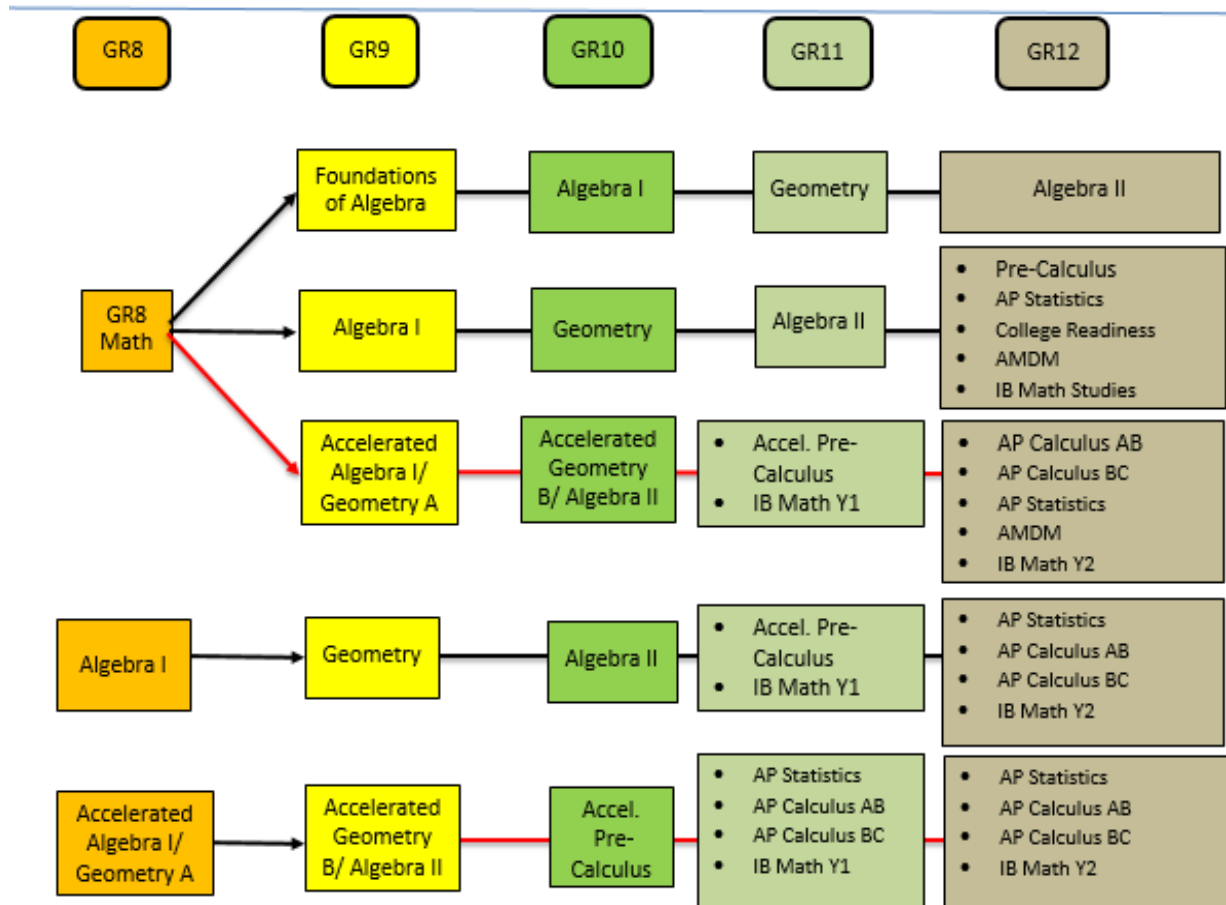 GR8
GR9
GR10
GR11
GR12
Foundations
of Algebra
Algebra I
Geometry
Algebra II
GR8
Math
Algebra I
Geometry
Algebra II
• Pre-Calculus
• AP Statistics
• College Readiness
• AMDM
• IB Math Studies
Accelerated
Algebra I/
Geometry A
Accelerated
Geometry
B/ Algebra II
• Accel. Pre-
Calculus
• IB Math Y1
• AP Calculus AB
• AP Calculus BC
• AP Statistics
• AMDM
• IB Math Y2
Algebra I
Geometry
Algebra II
• Accel. Pre-
Calculus
• IB Math Y1
• AP Statistics
• AP Calculus AB
• AP Calculus BC
• IB Math Y2
Accelerated
Algebra I/
Geometry A
Accelerated
Geometry
B/ Algebra II
Accel.
Pre-
Calculus
• AP Statistics
• AP Calculus AB
• AP Calculus BC
• IB Math Y1
• AP Statistics
• AP Calculus AB
• AP Calculus BC
• IB Math Y2